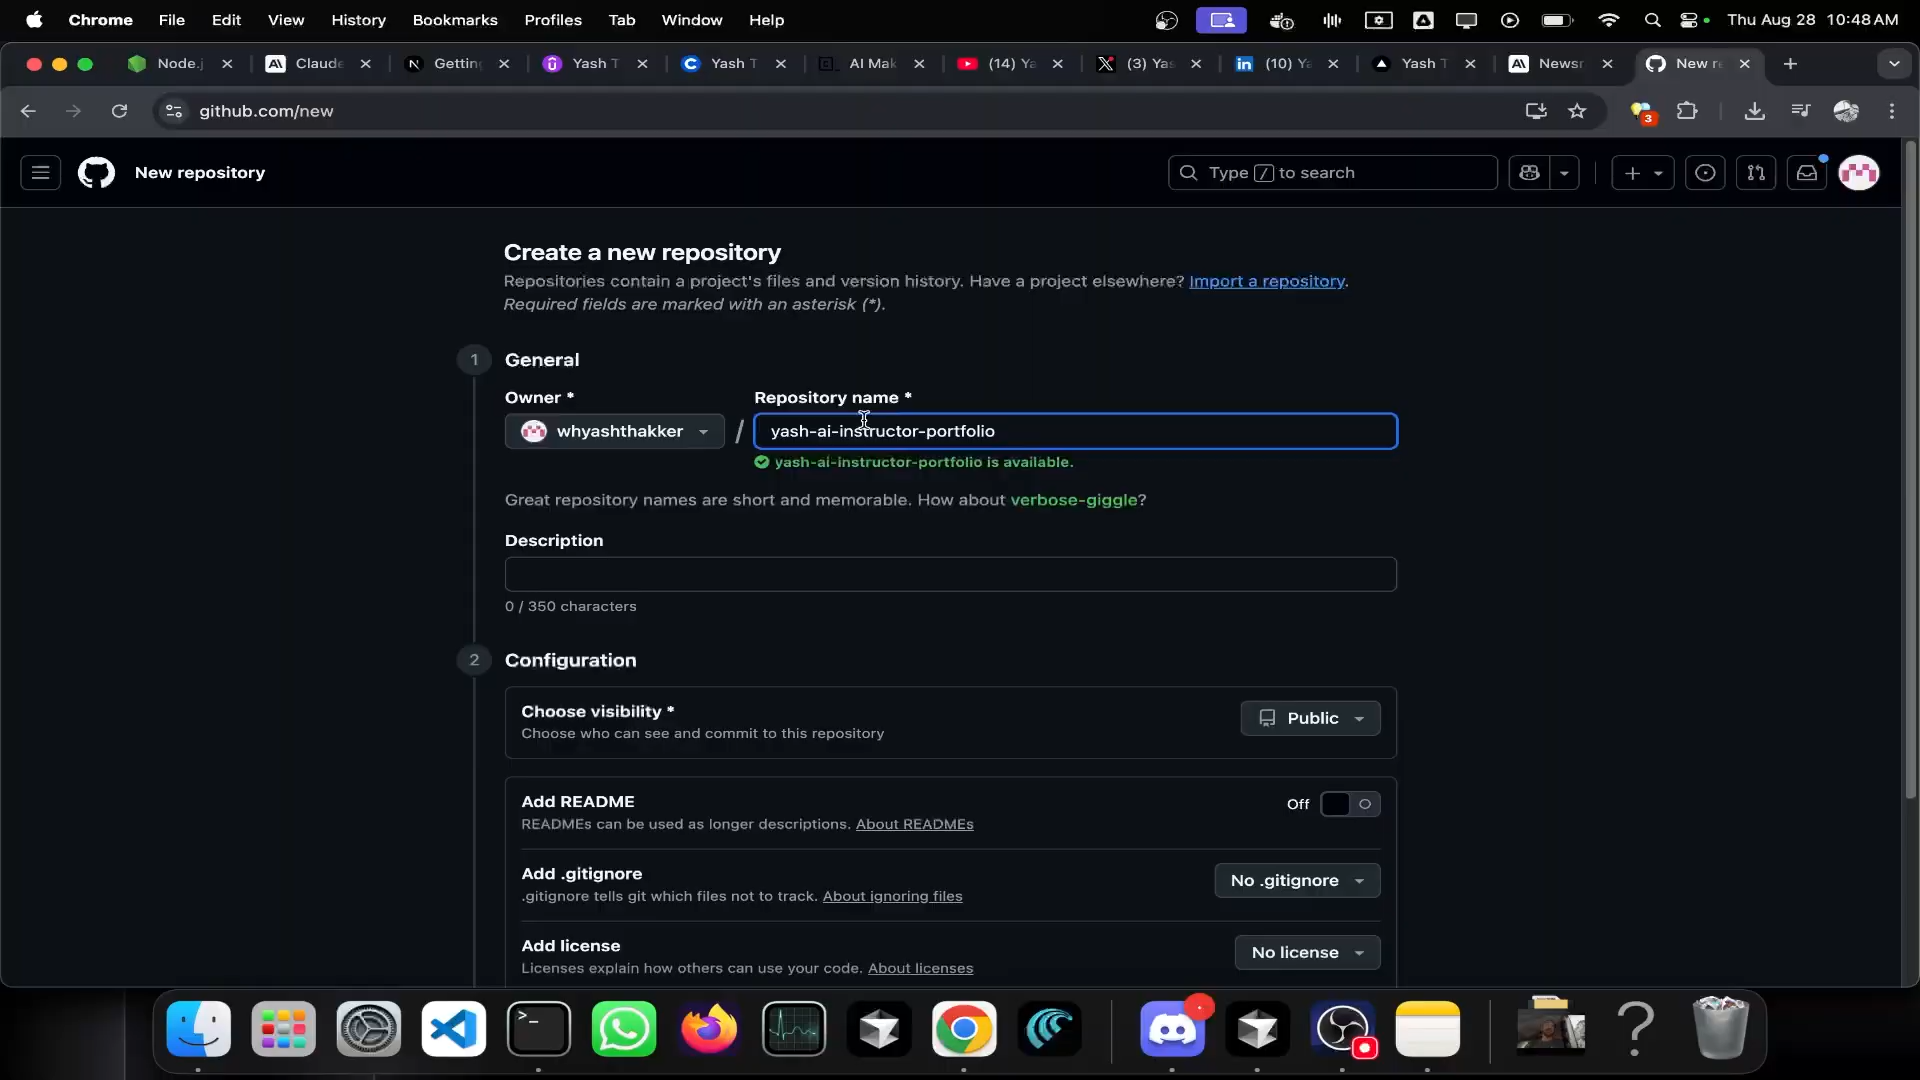 Chrome File Edit View History Bookmarks Profiles Tab Window Help Thu Aug 28 10:48 AM
Node.j Claude Getting Yash T Yash T AI Mak (14) Ya (3) Yas (10) Ya Yash T Newsr New re
github.com/new 3
New repository Type / to search
Create a new repository
Repositories contain a project's files and version history. Have a project elsewhere? Import a repository.
Required fields are marked with an asterisk (*).
1 General
Owner * Repository name *
whyashthakker / yash-ai-instructor-portfolio
yash-ai-instructor-portfolio is available.
Great repository names are short and memorable. How about verbose-giggle?
Description
0 / 350 characters
2 Configuration
Choose visibility * Public
Choose who can see and commit to this repository
Add README Off
READMEs can be used as longer descriptions. About READMEs
Add .gitignore No .gitignore
.gitignore tells git which files not to track. About ignoring files
Add license No license
Licenses explain how others can use your code. About licenses